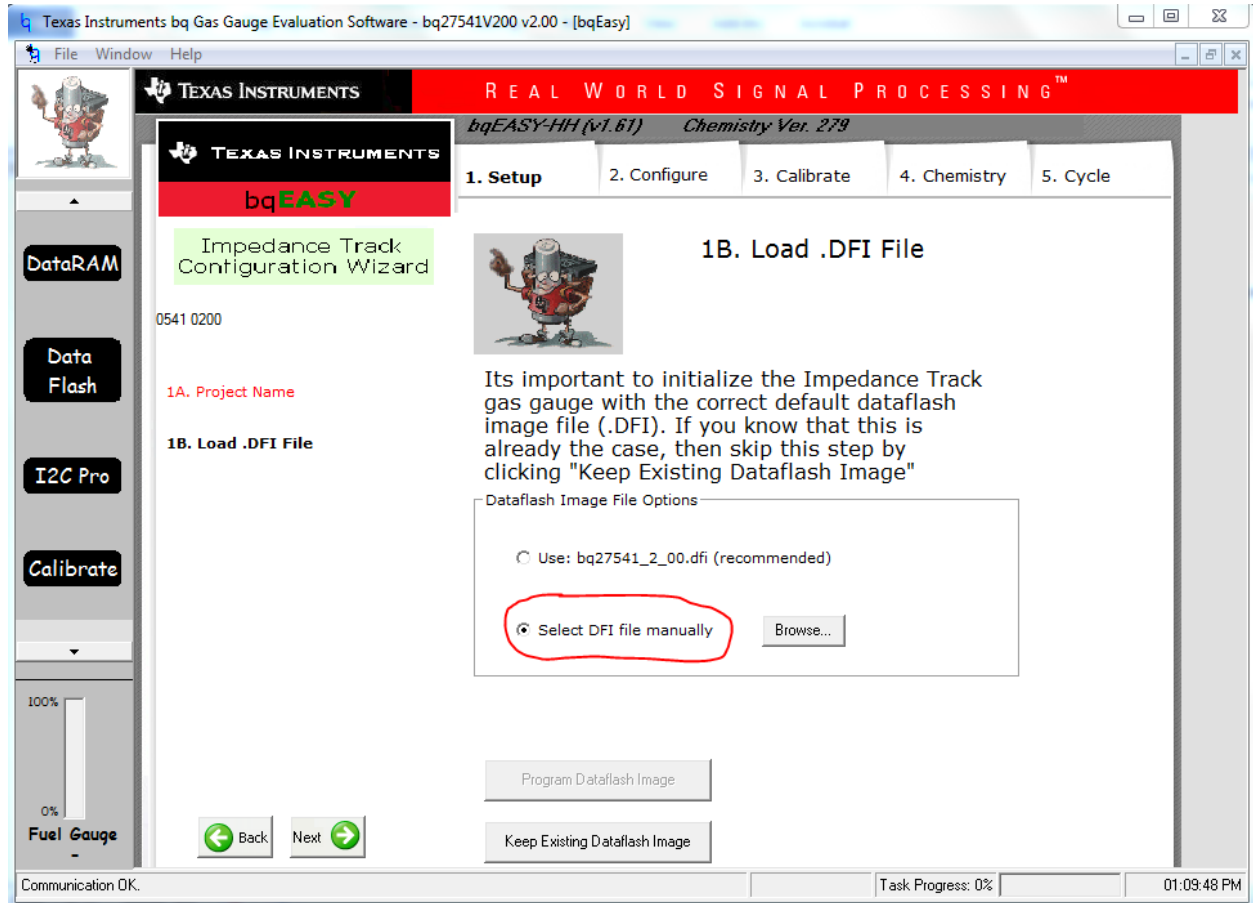 Texas Instruments bq Gas Gauge Evaluation Software - bq27541V200 v2.00 - [bqEasy]
File Window Help
TEXAS INSTRUMENTS
REAL WORLD SIGNAL PROCESSING™
bqEASY-HH (v1.61) Chemistry Ver. 279
TEXAS INSTRUMENTS
bqEASY
1. Setup
2. Configure
3. Calibrate
4. Chemistry
5. Cycle
DataRAM
Data
Flash
I2C Pro
Calibrate
100%
0%
Fuel Gauge
-
Impedance Track
Configuration Wizard
0541 0200
1A. Project Name
1B. Load .DFI File
Back
Next
1B. Load .DFI File
Its important to initialize the Impedance Track
gas gauge with the correct default dataflash
image file (.DFI). If you know that this is
already the case, then skip this step by
clicking "Keep Existing Dataflash Image"
Dataflash Image File Options
Use: bq27541_2_00.dfi (recommended)
Select DFI file manually
Browse...
Program Dataflash Image
Keep Existing Dataflash Image
Communication OK.
Task Progress: 0%
01:09:48 PM